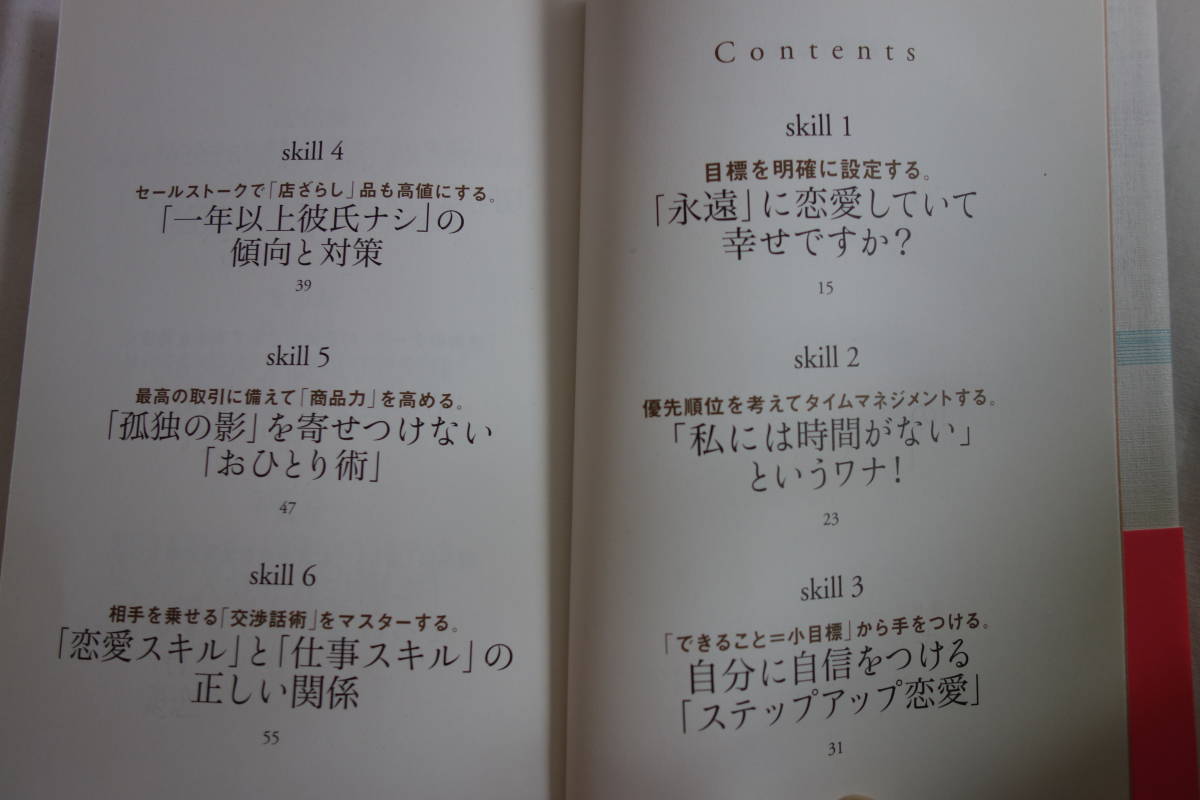 Contents
skill 1
目標を明確に設定する。
「永遠」に恋愛していて
幸せですか?
15
skill 2
優先順位を考えてタイムマネジメントする。
「私には時間がない」
というワナ!
23
skill 3
「できること=小目標」から手をつける。
自分に自信をつける
「ステップアップ恋愛」
31
skill 4
セールストークで「店ざらし」品も高値にする。
「一年以上彼氏ナシ」の
傾向と対策
39
skill 5
最高の取引に備えて「商品力」を高める。
「孤独の影」を寄せつけない
「おひとり術」
47
skill 6
相手を乗せる「交渉話術」をマスターする。
「恋愛スキル」と「仕事スキル」の
正しい関係
55